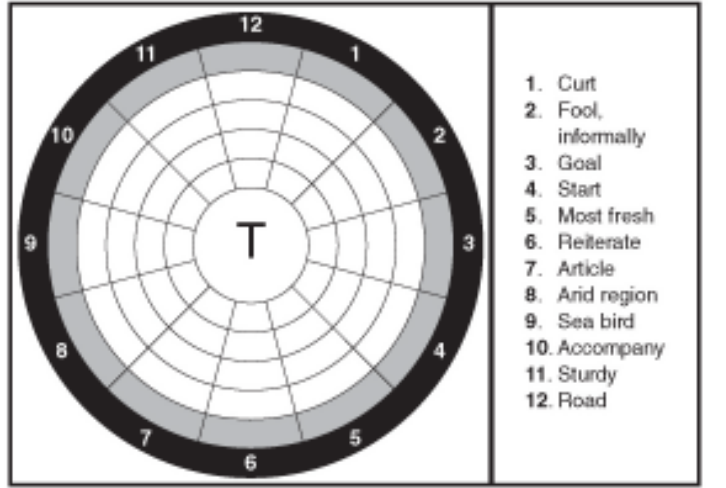 12
11
1
10
2
9
T
3
8
4
7
5
6
1. Curt
2. Fool,
informally
3. Goal
4. Start
5. Most fresh
6. Reiterate
7. Article
8. Arid region
9. Sea bird
10. Accompany
11. Sturdy
12. Road